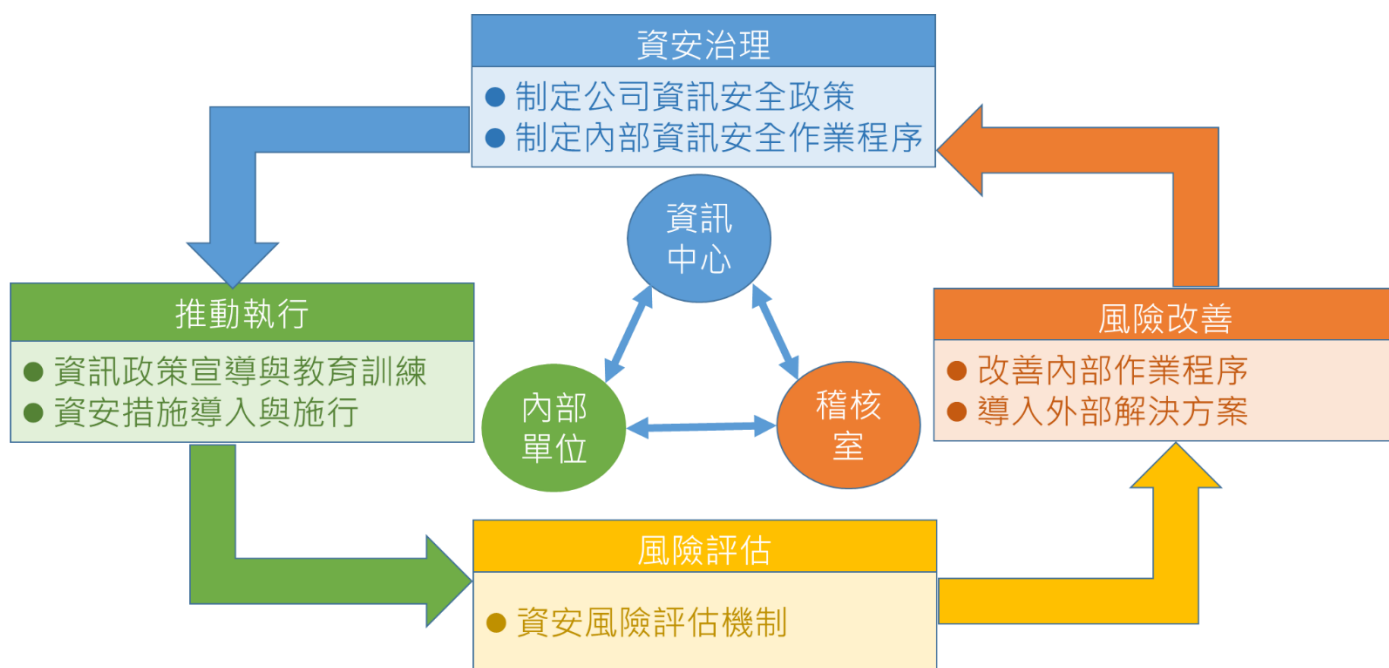 資安治理
● 制定公司資訊安全政策
● 制定內部資訊安全作業程序
資訊
中心
推動執行
● 資訊政策宣導與教育訓練
● 資安措施導入與施行
內部
單位
稽核
室
風險改善
● 改善內部作業程序
● 導入外部解決方案
風險評估
● 資安風險評估機制